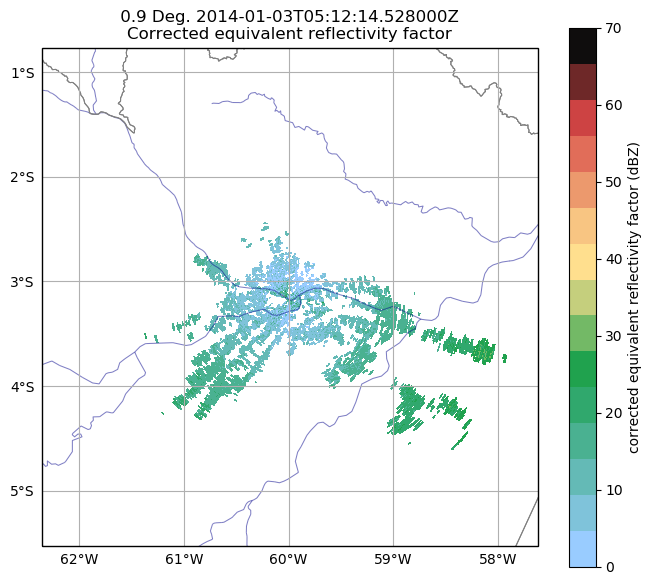 0.9 Deg. 2014-01-03T05:12:14.528000Z
Corrected equivalent reflectivity factor
1°S
2°S
3°S
4°S
5°S
62°W
61°W
60°W
59°W
58°W
70
60
50
40
30
20
10
0
corrected equivalent reflectivity factor (dBZ)